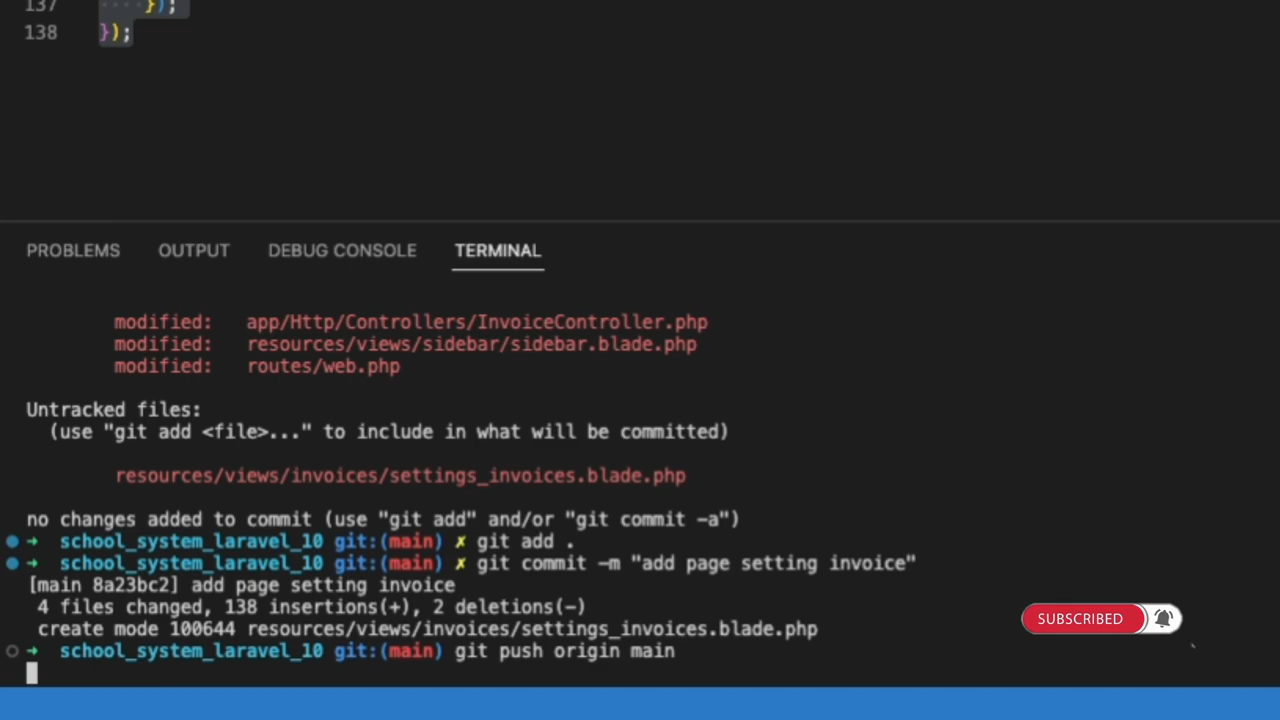 137 });
138 });
PROBLEMS OUTPUT DEBUG CONSOLE TERMINAL
modified: app/Http/Controllers/InvoiceController.php
modified: resources/views/sidebar/sidebar.blade.php
modified: routes/web.php
Untracked files:
(use "git add <file>..." to include in what will be committed)
resources/views/invoices/settings_invoices.blade.php
no changes added to commit (use "git add" and/or "git commit -a")
➜ school_system_laravel_10 git:(main) ✗ git add .
➜ school_system_laravel_10 git:(main) ✗ git commit -m "add page setting invoice"
[main 8a23bc2] add page setting invoice
4 files changed, 138 insertions(+), 2 deletions(-)
create mode 100644 resources/views/invoices/settings_invoices.blade.php
➜ school_system_laravel_10 git:(main) git push origin main
SUBSCRIBED